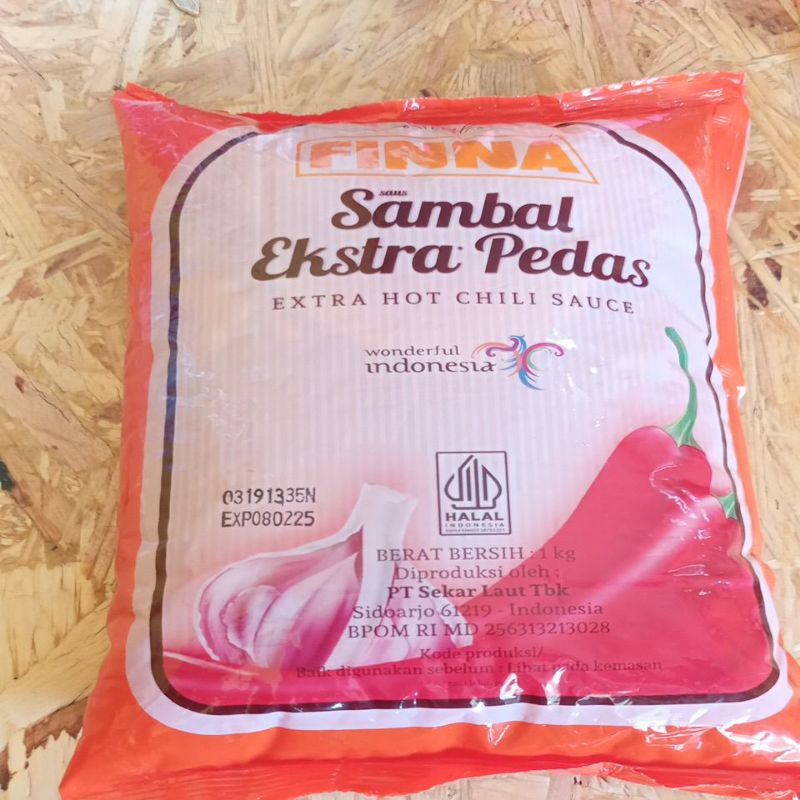 FINNA
saus
Sambal
Ekstra Pedas
EXTRA HOT CHILI SAUCE
wonderful
indonesia
03191335N
EXP080225
HALAL
INDONESIA
BERAT BERSIH : 1 kg
Diproduksi oleh :
PT Sekar Laut Tbk
Sidoarjo 61219 - Indonesia
BPOM RI MD 256313213028
Kode produksi/
Baik digunakan sebelum : Lihat pada kemasan